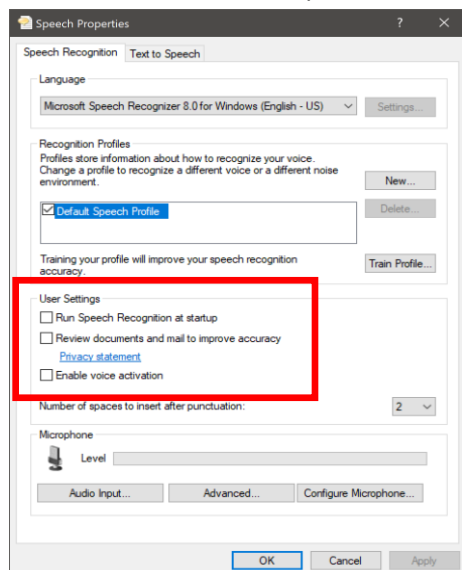 Speech Properties
Speech Recognition Text to Speech
Language
Microsoft Speech Recognizer 8.0 for Windows (English - US) Settings...
Recognition Profiles
Profiles store information about how to recognize your voice.
Change a profile to recognize a different voice or a different noise
environment.
New...
Default Speech Profile
Delete...
Training your profile will improve your speech recognition
accuracy.
Train Profile...
User Settings
Run Speech Recognition at startup
Review documents and mail to improve accuracy
Privacy statement
Enable voice activation
Number of spaces to insert after punctuation: 2
Microphone
Level
Audio Input... Advanced... Configure Microphone...
OK Cancel Apply